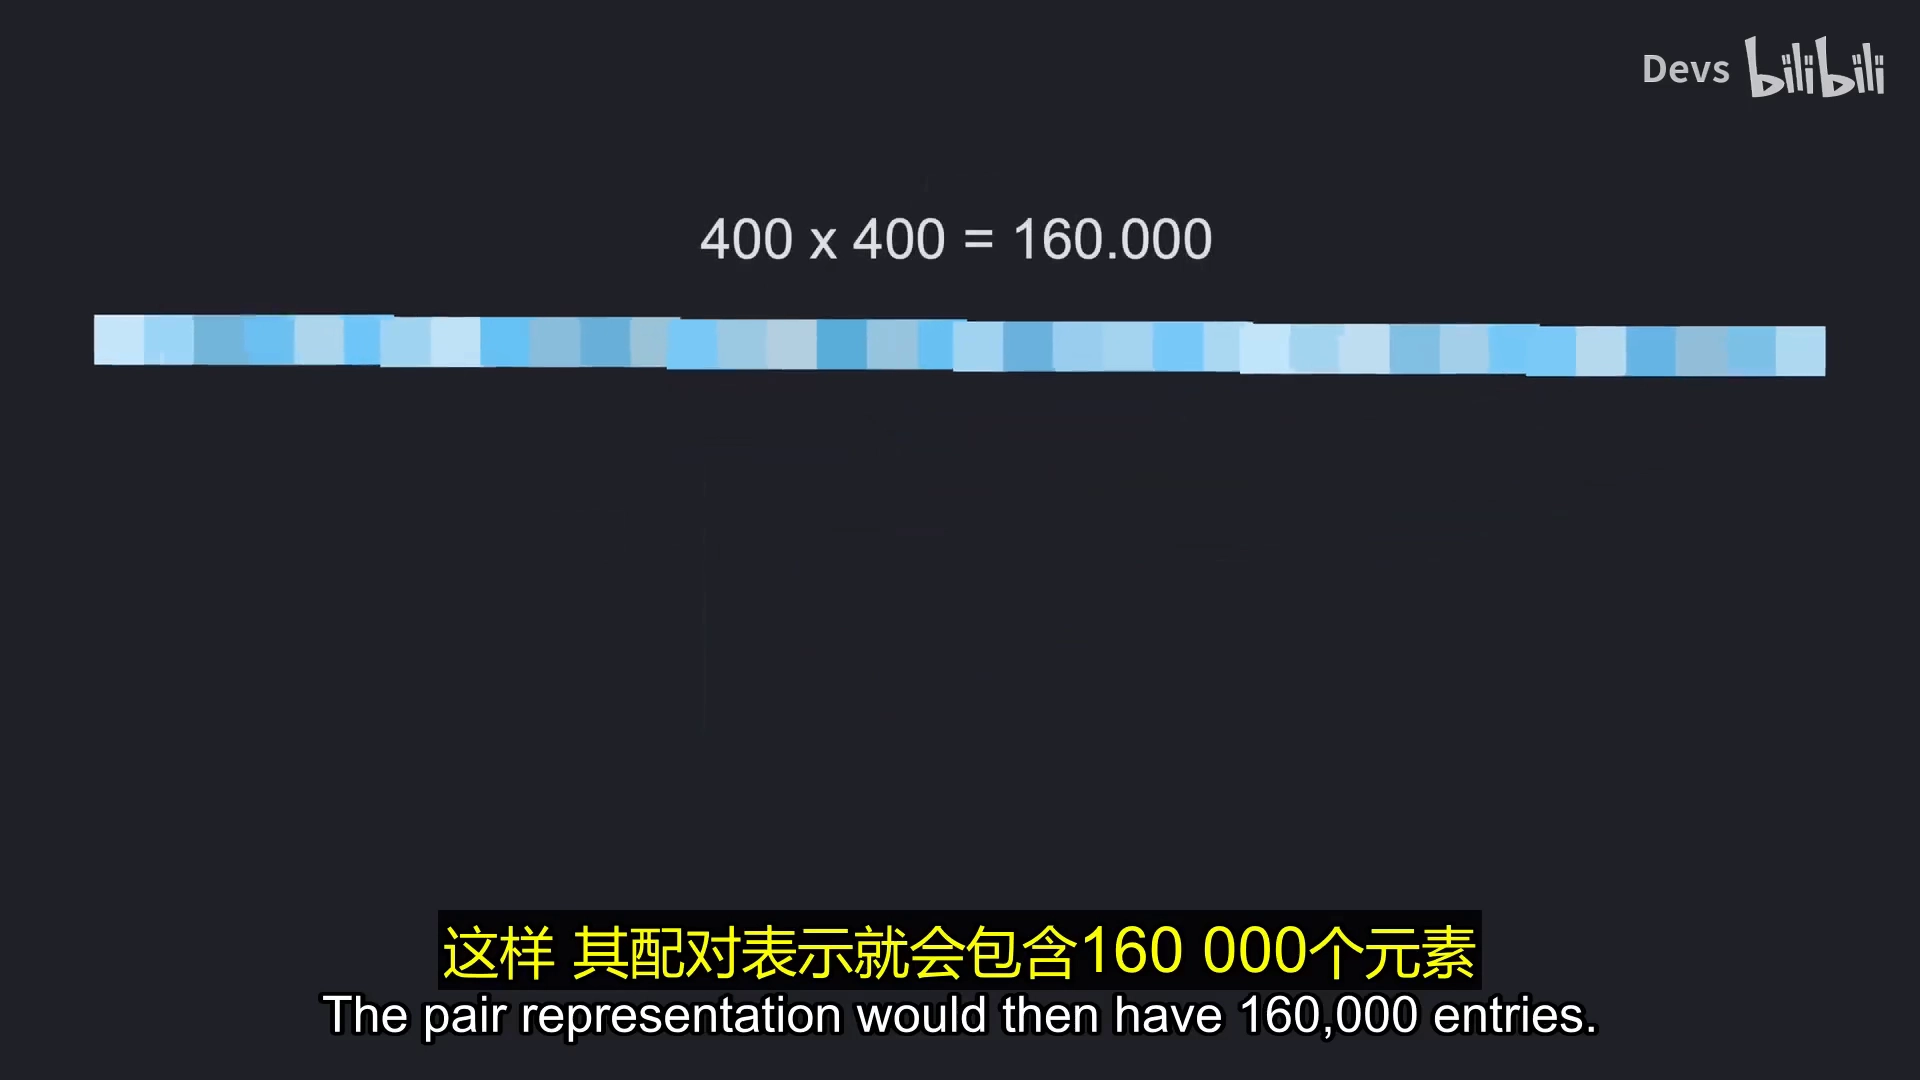 Devs bilibili
400 x 400 = 160.000
这样 其配对表示就会包含160 000个元素
The pair representation would then have 160,000 entries.